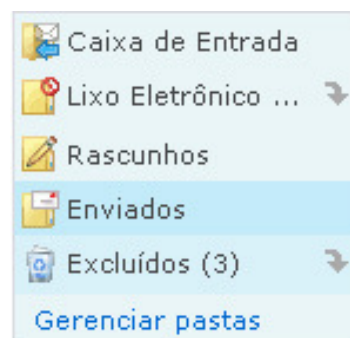 Caixa de Entrada
Lixo Eletrônico ...
Rascunhos
Enviados
Excluídos (3)
Gerenciar pastas